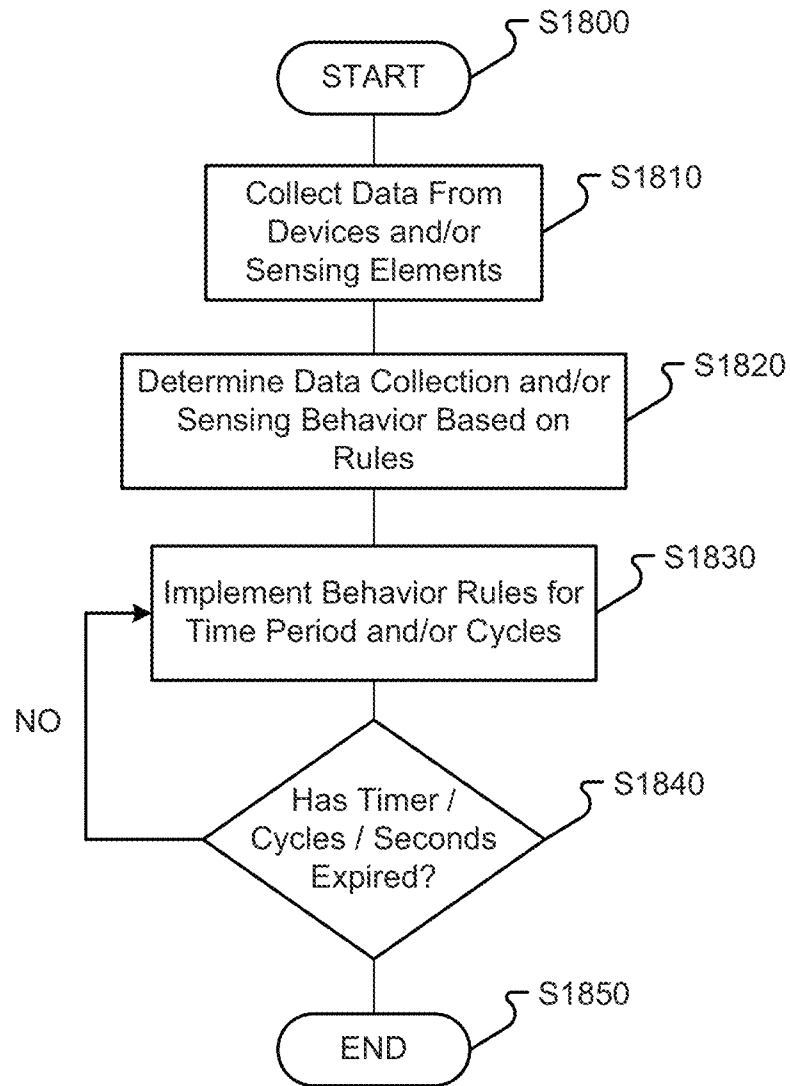 S1800
START
S1810
Collect Data From
Devices and/or
Sensing Elements
S1820
Determine Data Collection and/or
Sensing Behavior Based on
Rules
S1830
Implement Behavior Rules for
Time Period and/or Cycles
NO
S1840
Has Timer /
Cycles / Seconds
Expired?
S1850
END